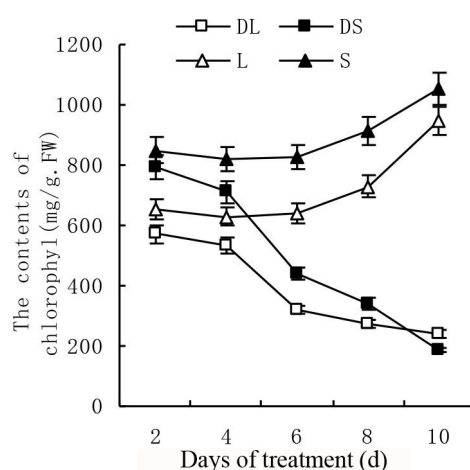 DL DS
L S
1200
1000
800
600
400
200
0
The contents of
chlorophyl(mg/g.FW)
2 4 6 8 10
Days of treatment (d)